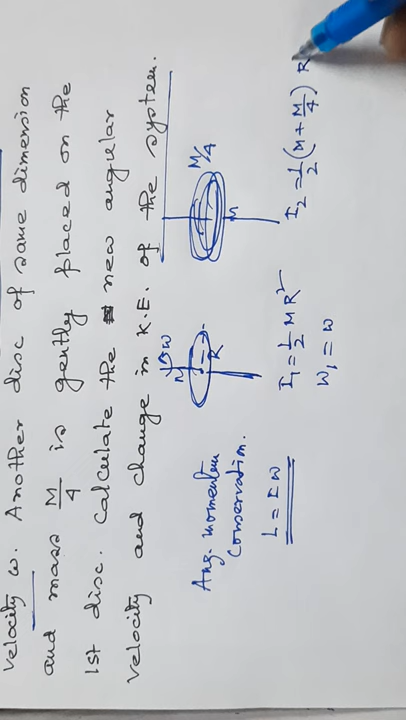 velocity ω. Another disc of same dimension
and mass M/4 is gently placed on the
1st disc. Calculate the new angular
velocity and change in K.E. of the system.
M/4
M
ω
M
R
Ang. momentum
conservation.
L = I ω
I₁ = 1/2 MR²
ω₁ = ω
I₂ = 1/2 (M + M/4) R